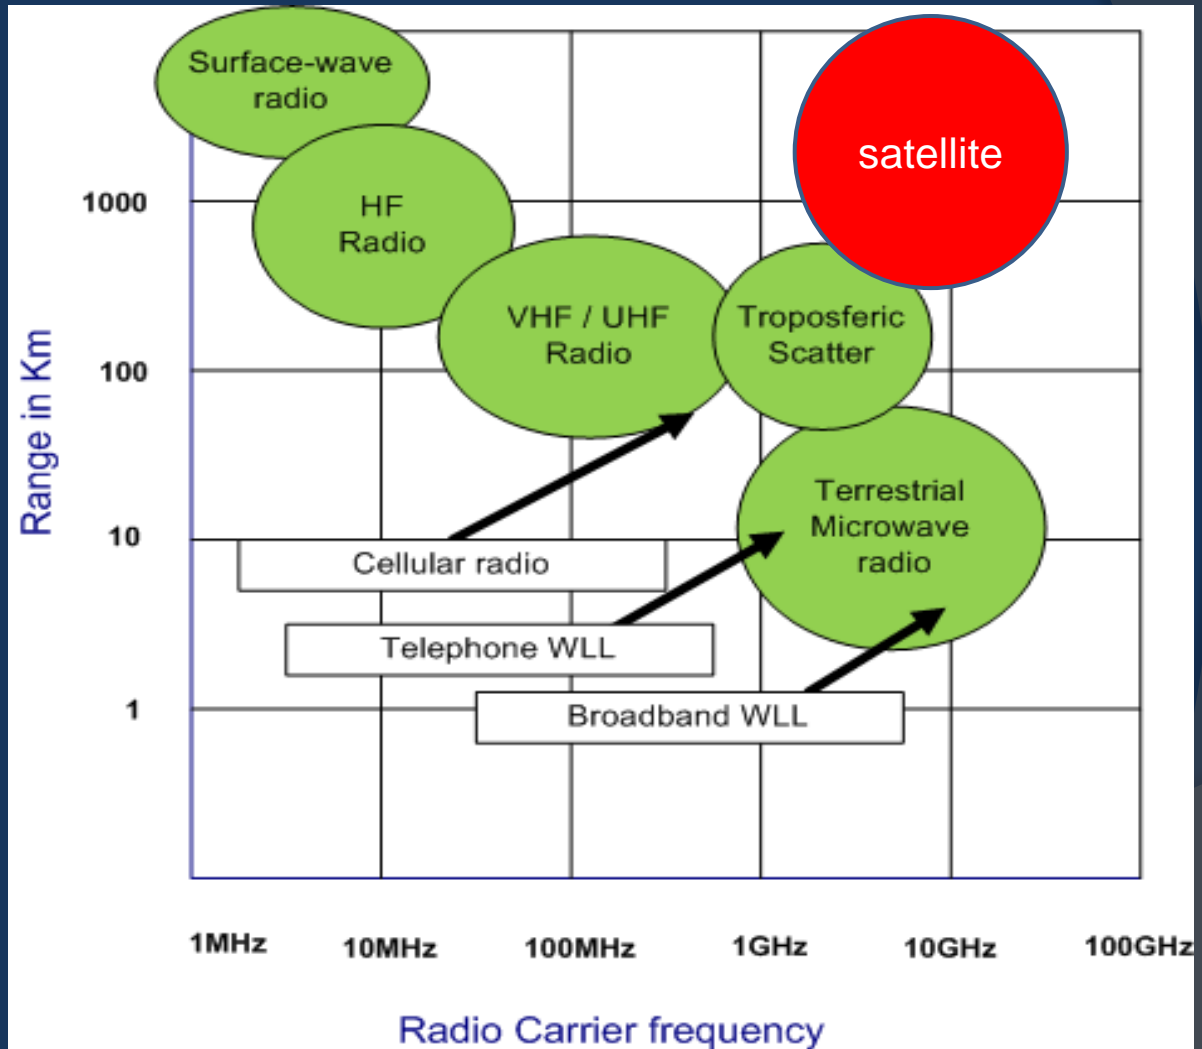 Surface-wave
radio
satellite
1000
HF
Radio
VHF / UHF
Radio
Troposferic
Scatter
100
Range in Km
Terrestrial
Microwave
radio
10
Cellular radio
Telephone WLL
1
Broadband WLL
1MHz 10MHz 100MHz 1GHz 10GHz 100GHz
Radio Carrier frequency